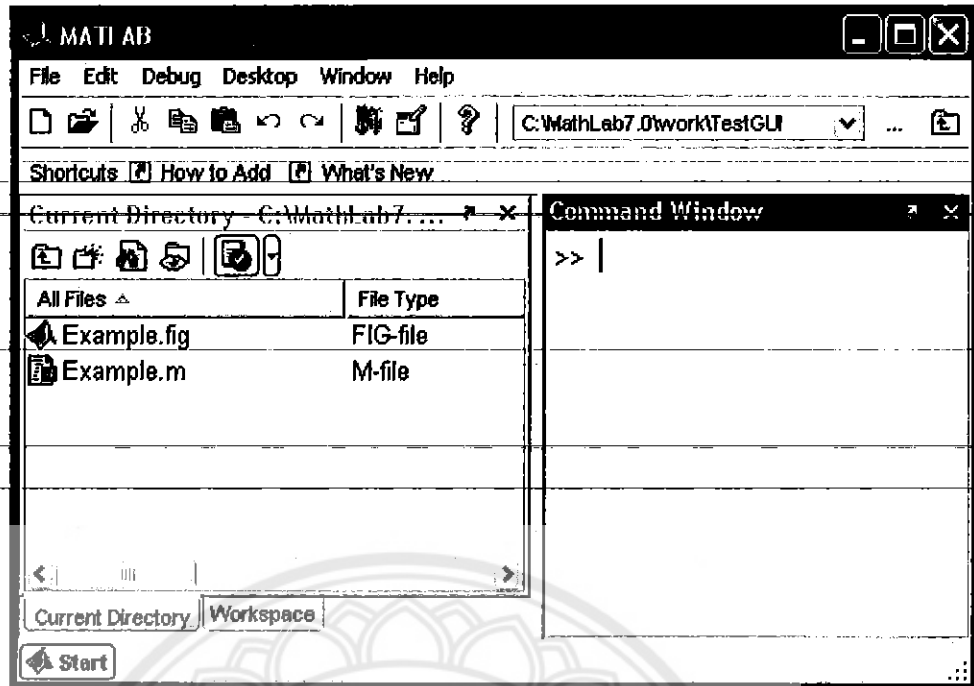 MATLAB
File Edit Debug Desktop Window Help
C:\MathLab7.0\work\TestGUI ...
Shortcuts How to Add What's New
Current Directory - C:\MathLab7. ...
All Files File Type
Example.fig FIG-file
Example.m M-file
Current Directory Workspace
Start
Command Window
>>